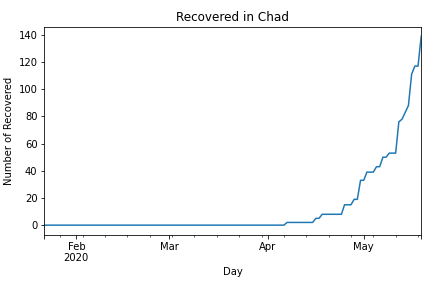 Recovered in Chad
Number of Recovered
140
120
100
80
60
40
20
0
Feb
2020
Mar
Apr
May
Day